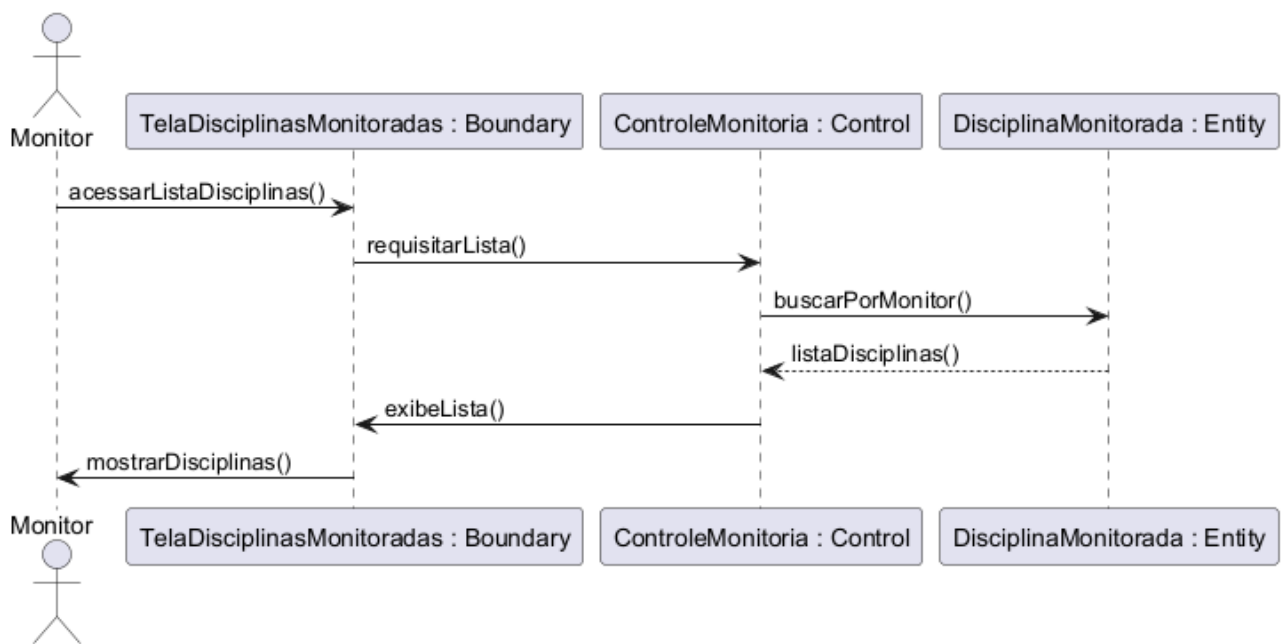 Monitor
TelaDisciplinasMonitoradas : Boundary
ControleMonitoria : Control
DisciplinaMonitorada : Entity
acessarListaDisciplinas()
requisitarLista()
buscarPorMonitor()
listaDisciplinas()
exibeLista()
mostrarDisciplinas()
Monitor
TelaDisciplinasMonitoradas : Boundary
ControleMonitoria : Control
DisciplinaMonitorada : Entity